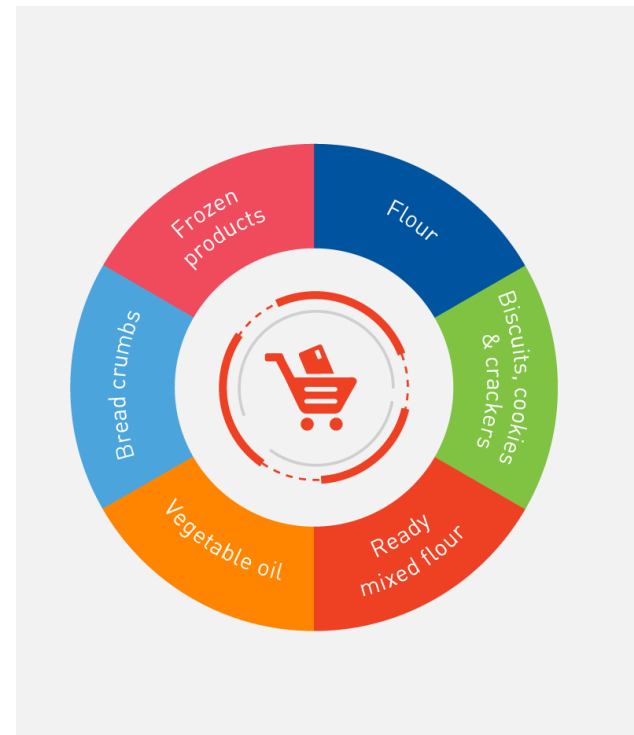 Flour
Biscuits, cookies
& crackers
Ready
mixed flour
Vegetable oil
Bread crumbs
Frozen
products